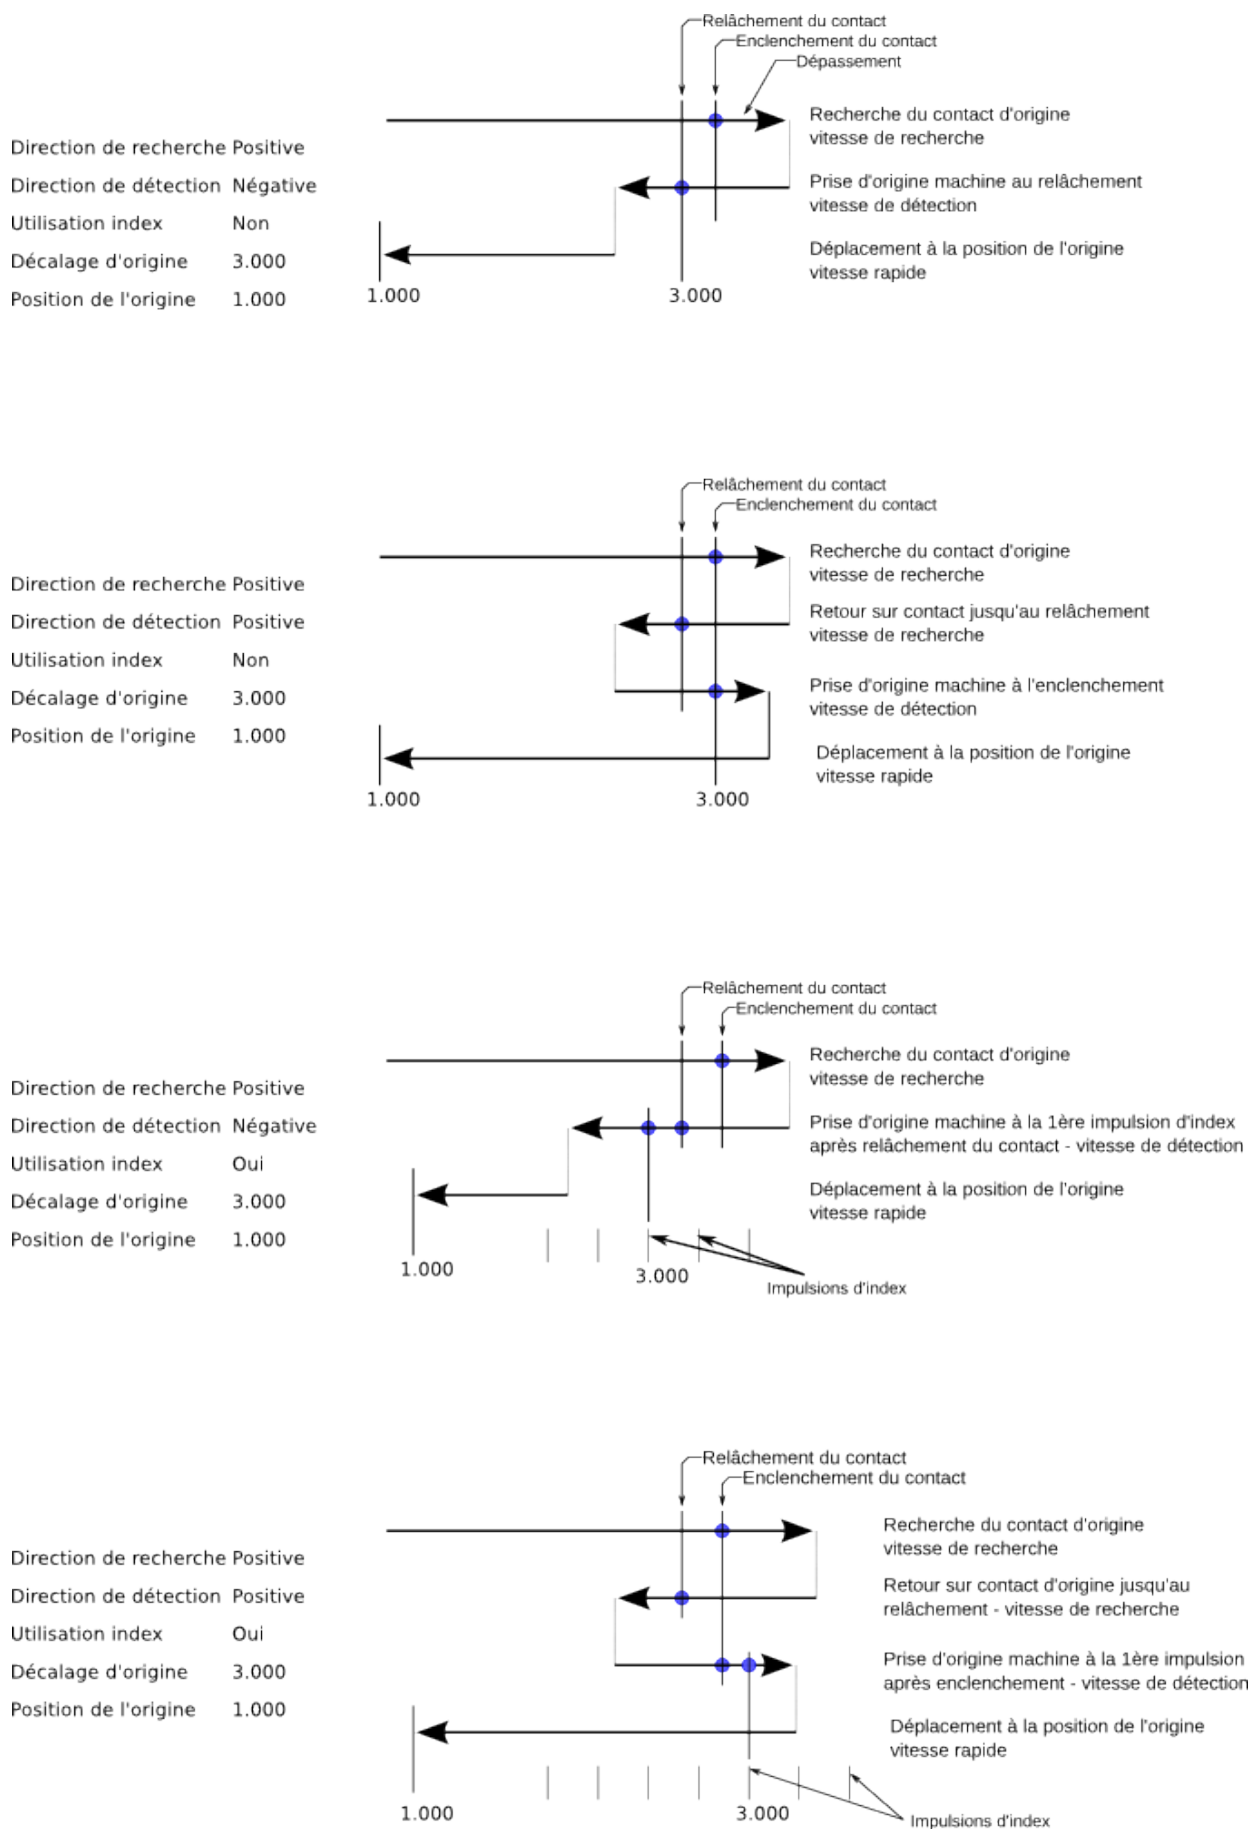 Relâchement du contact
Enclenchement du contact
Dépassement
Recherche du contact d'origine
vitesse de recherche
Direction de recherche Positive
Prise d'origine machine au relâchement
Direction de détection Négative
vitesse de détection
Utilisation index Non
Déplacement à la position de l'origine
Décalage d'origine 3.000
vitesse rapide
Position de l'origine 1.000
1.000 3.000
Relâchement du contact
Enclenchement du contact
Recherche du contact d'origine
vitesse de recherche
Direction de recherche Positive
Retour sur contact jusqu'au relâchement
Direction de détection Positive
vitesse de recherche
Utilisation index Non
Prise d'origine machine à l'enclenchement
Décalage d'origine 3.000
vitesse de détection
Position de l'origine 1.000
Déplacement à la position de l'origine
vitesse rapide
1.000 3.000
Relâchement du contact
Enclenchement du contact
Recherche du contact d'origine
vitesse de recherche
Direction de recherche Positive
Prise d'origine machine à la 1ère impulsion d'index
Direction de détection Négative
après relâchement du contact - vitesse de détection
Utilisation index Oui
Déplacement à la position de l'origine
Décalage d'origine 3.000
vitesse rapide
Position de l'origine 1.000
1.000 3.000
Impulsions d'index
Relâchement du contact
Enclenchement du contact
Recherche du contact d'origine
vitesse de recherche
Direction de recherche Positive
Retour sur contact d'origine jusqu'au
Direction de détection Positive
relâchement - vitesse de recherche
Utilisation index Oui
Prise d'origine machine à la 1ère impulsion
Décalage d'origine 3.000
après enclenchement - vitesse de détection
Position de l'origine 1.000
Déplacement à la position de l'origine
vitesse rapide
1.000 3.000
Impulsions d'index